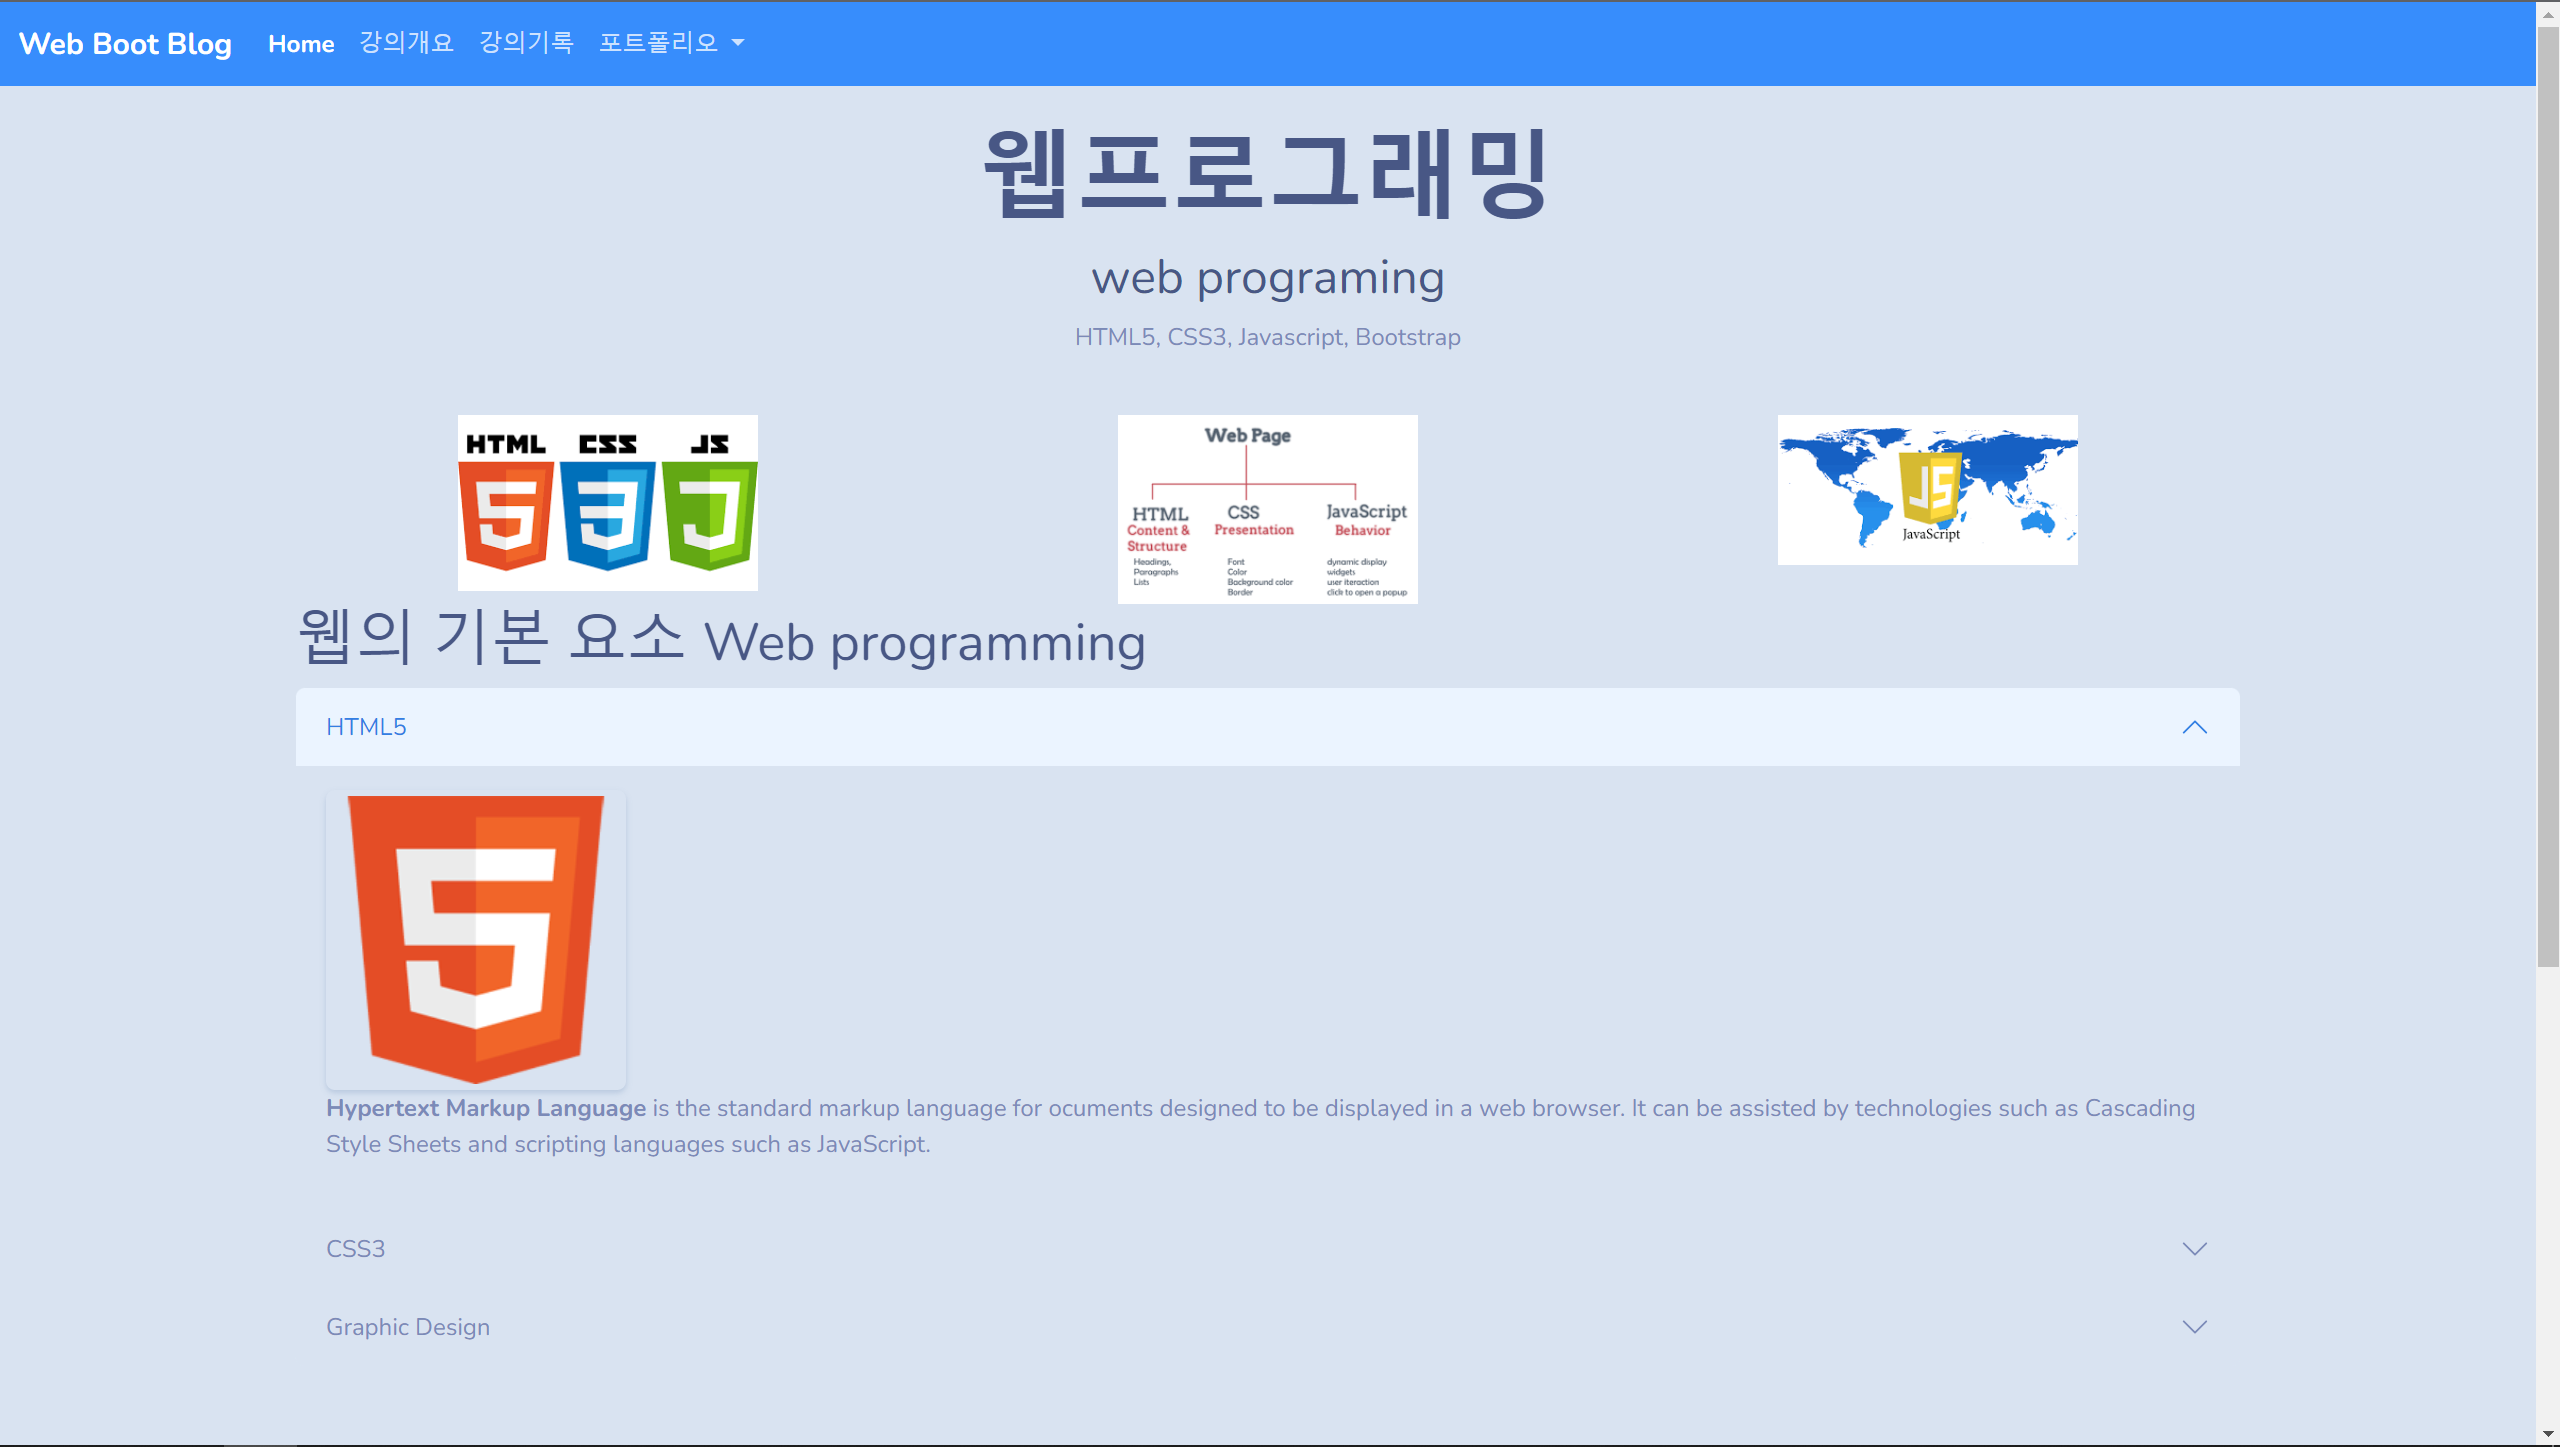 Web Boot Blog Home 강의개요 강의기록 포트폴리오
웹프로그래밍
web programing
HTML5, CSS3, Javascript, Bootstrap
HTML CSS JS
Web Page
HTML
Content &
Structure
Headings,
Paragraphs
Lists
CSS
Presentation
Font
Color
Background color
Border
JavaScript
Behavior
dynamic display
widgets
user iteraction
click to open a popup
JS
JavaScript
웹의 기본 요소 Web programming
HTML5
Hypertext Markup Language is the standard markup language for ocuments designed to be displayed in a web browser. It can be assisted by technologies such as Cascading
Style Sheets and scripting languages such as JavaScript.
CSS3
Graphic Design